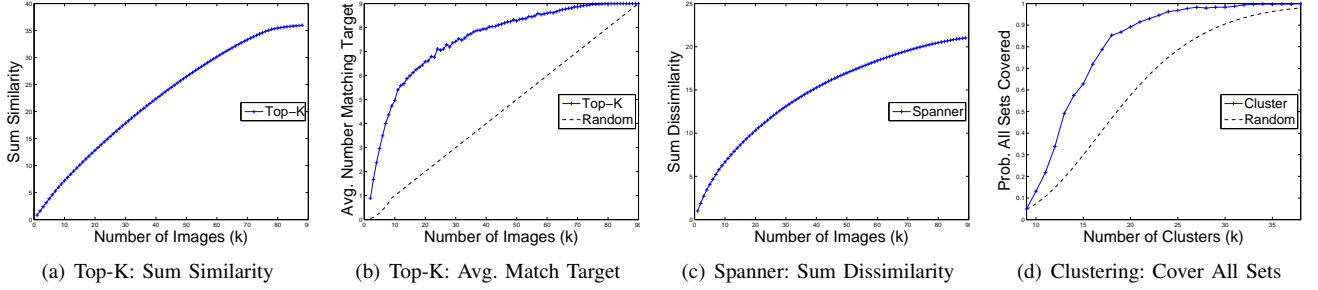 40
35
30
25
20
15
10
5
0
0 10 20 30 40 50 60 70 80 90
Sum Similarity
Number of Images (k)
Top-K
(a) Top-K: Sum Similarity
9
8
7
6
5
4
3
2
1
0
0 10 20 30 40 50 60 70 80 90
Avg. Number Matching Target
Number of Images (k)
Top-K
Random
(b) Top-K: Avg. Match Target
25
20
15
10
5
0
0 10 20 30 40 50 60 70 80 90
Sum Dissimilarity
Number of Images (k)
Spanner
(c) Spanner: Sum Dissimilarity
1
0.9
0.8
0.7
0.6
0.5
0.4
0.3
0.2
0.1
0
10 15 20 25 30 35
Prob. All Sets Covered
Number of Clusters (k)
Cluster
Random
(d) Clustering: Cover All Sets